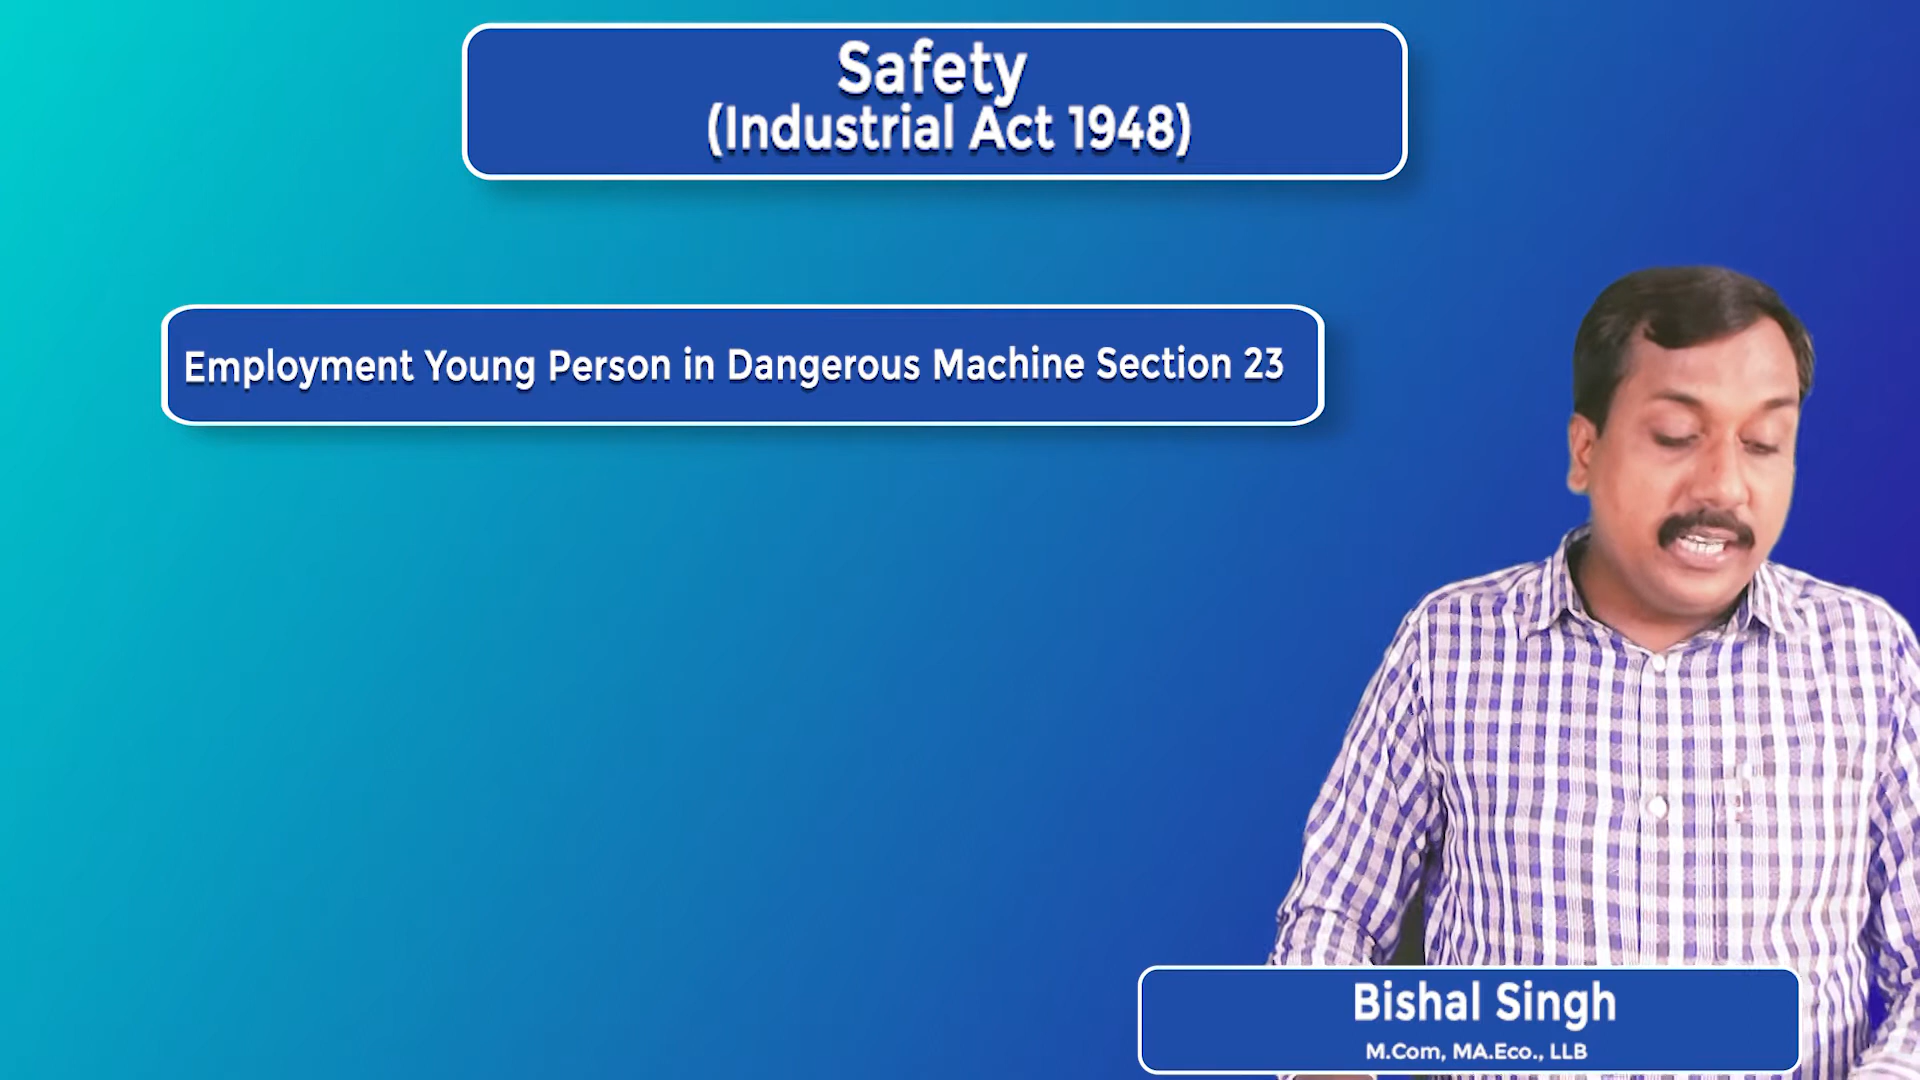 Safety
(Industrial Act 1948)
Employment Young Person in Dangerous Machine Section 23
Bishal Singh
M.Com, MA.Eco., LLB